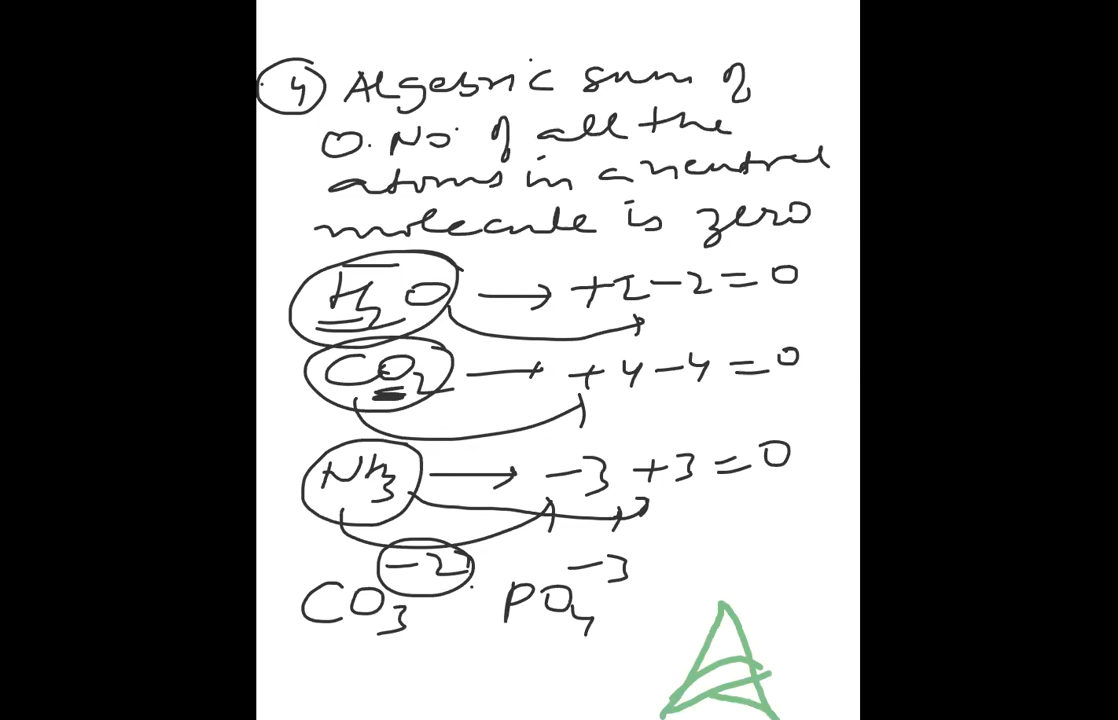 4 Algebric sum of
O.No. of all the
atoms in a neutral
molecule is zero
H₂O → +2-2=0
CO₂ → +4-4=0
NH₃ → -3+3=0
CO₃⁻² PO₄⁻³